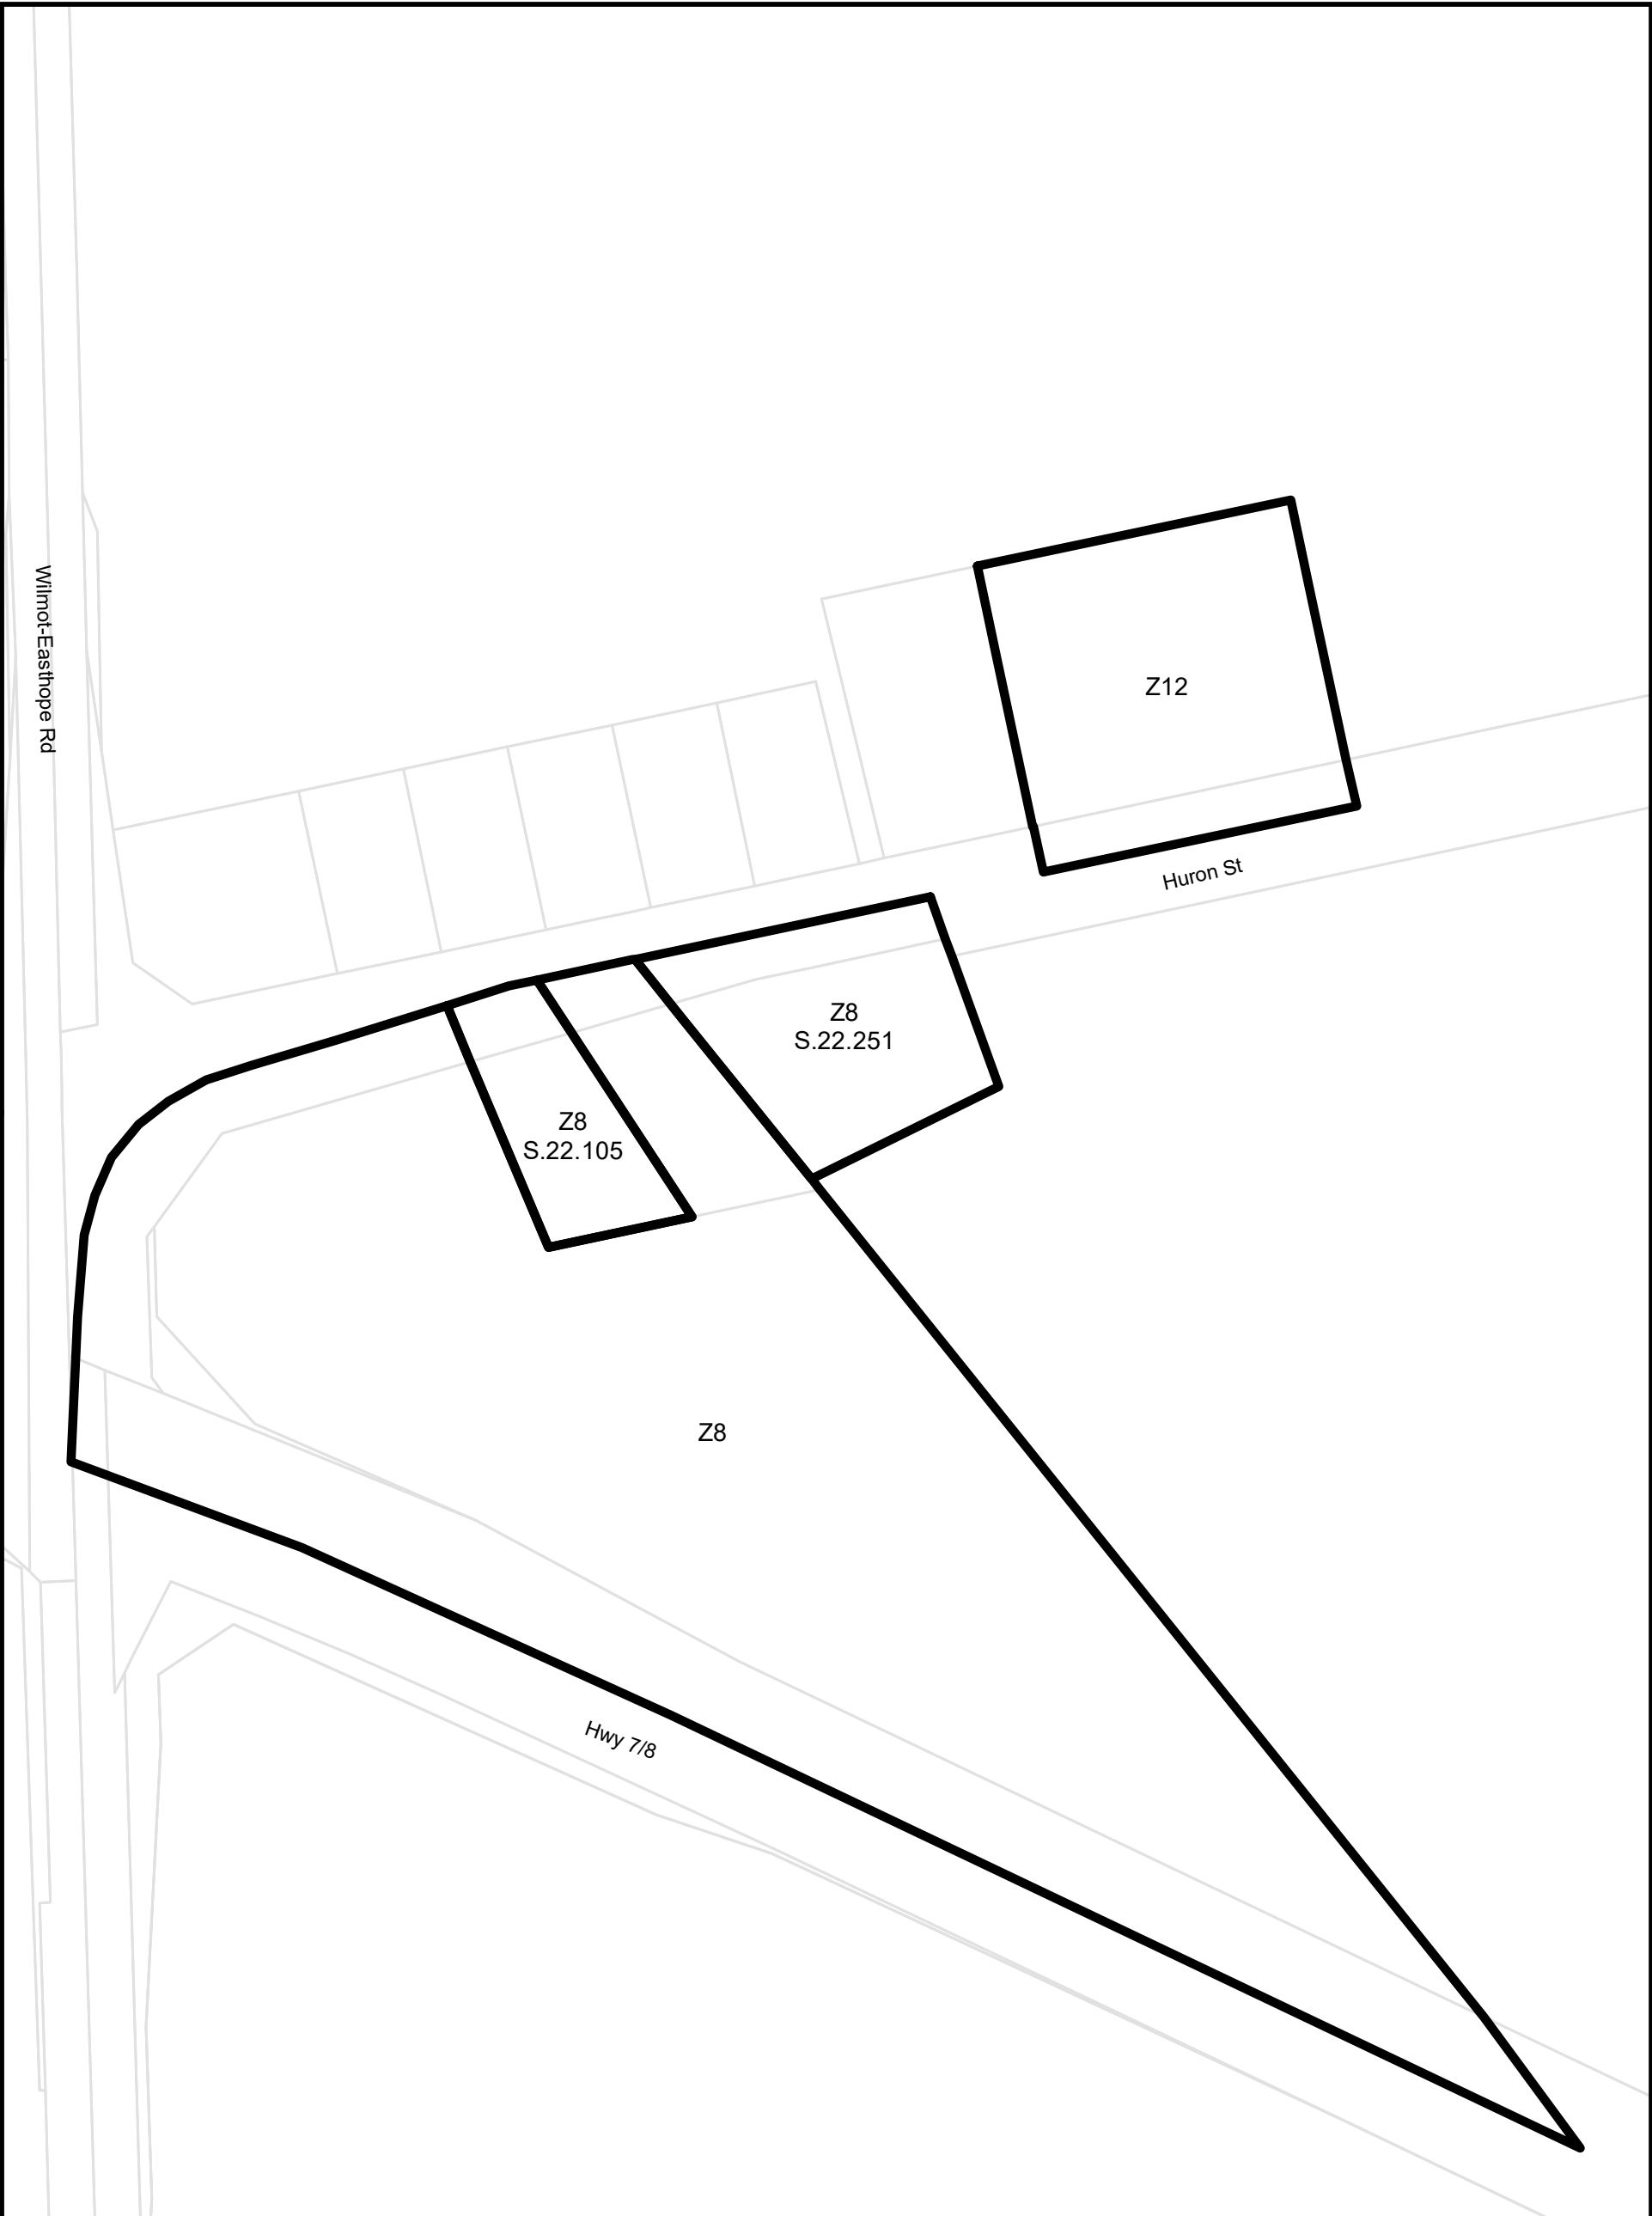 Wilmot-Easthope Rd
Z12
Huron St
Z8
S.22.251
Z8
S.22.105
Z8
Hwy 7/8